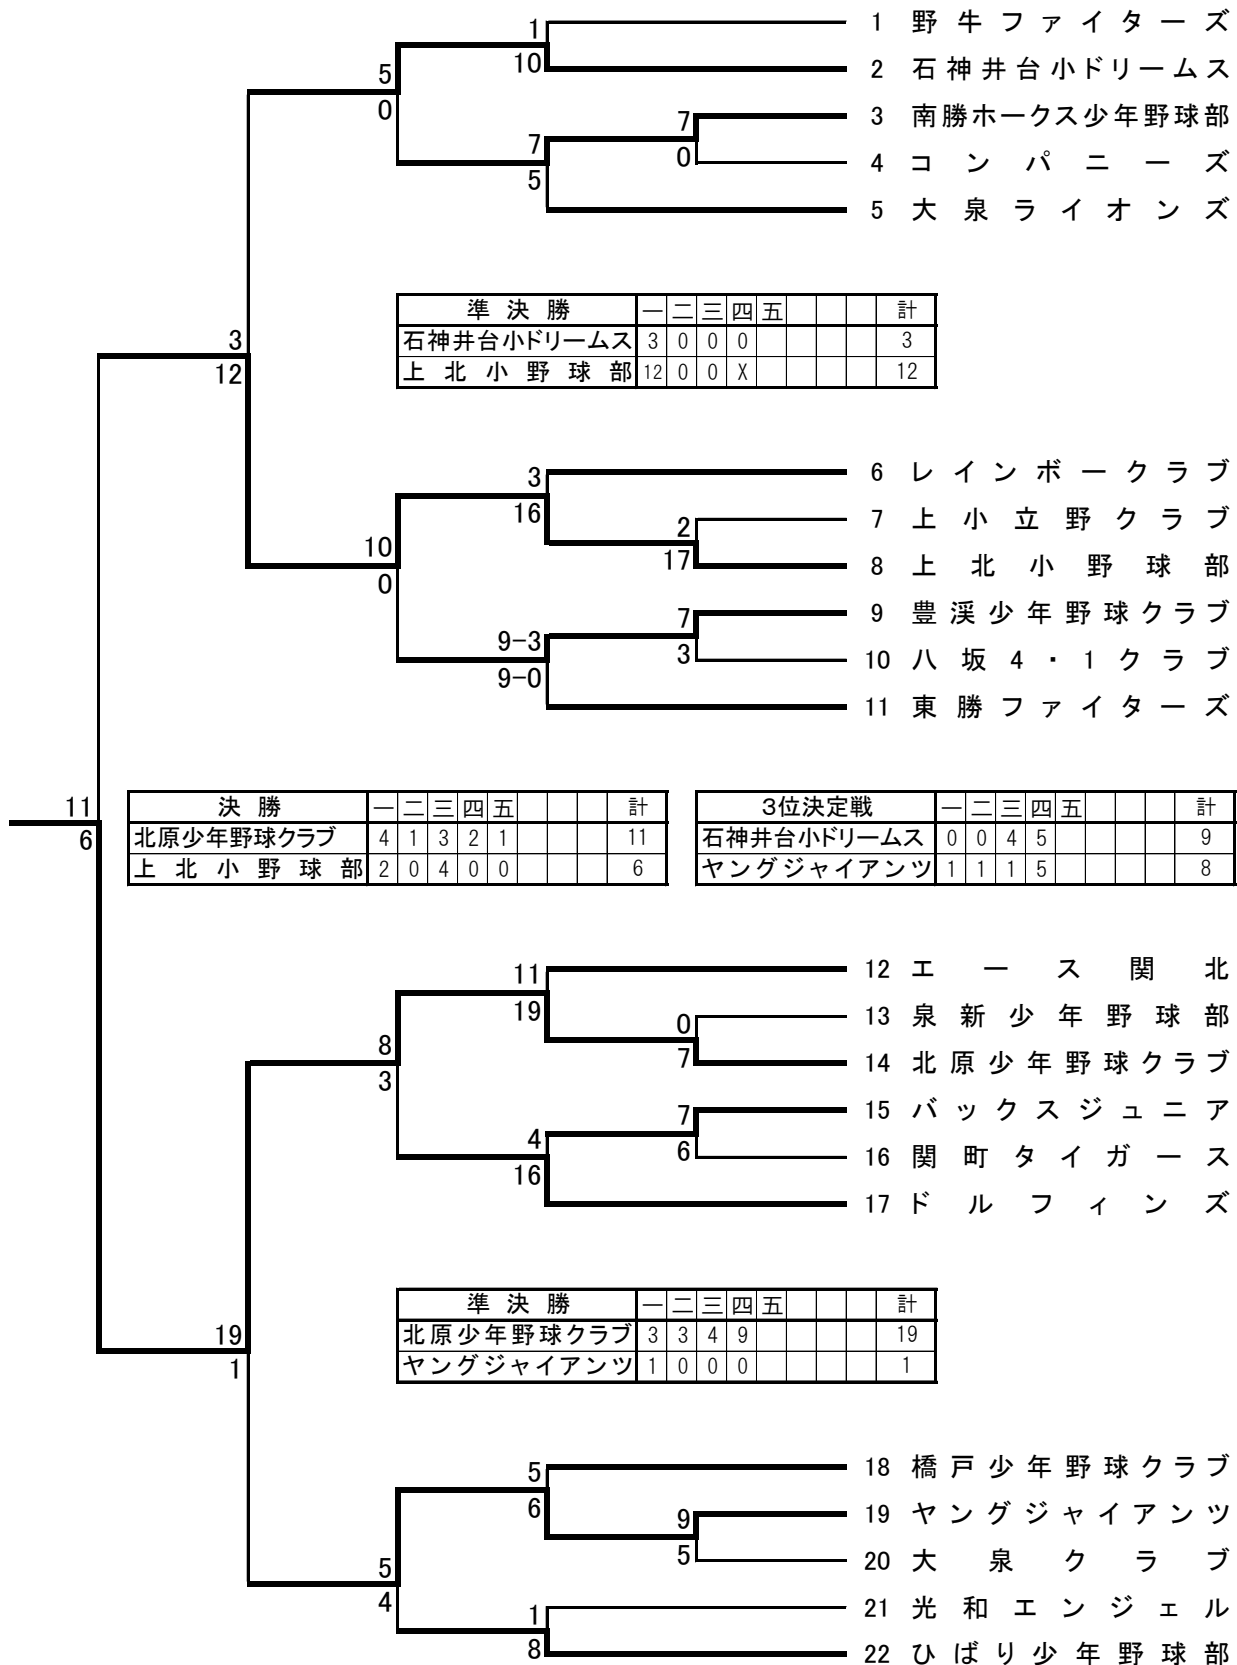 1
1 野牛ファイターズ
10
2 石神井台小ドリームス
5
0
7
3 南勝ホークス少年野球部
7
0
4 コンパニーズ
5
5 大泉ライオンズ
準決勝 一 二 三 四 五 計
石神井台小ドリームス 3 0 0 0 3
上北小野球部 12 0 0 X 12
3
12
3
6 レインボークラブ
16
2
7 上小立野クラブ
10
17
8 上北小野球部
0
7
9 豊渓少年野球クラブ
9-3
3
10 八坂4・1クラブ
9-0
11 東勝ファイターズ
11
6
決勝 一 二 三 四 五 計
北原少年野球クラブ 4 1 3 2 1 11
上北小野球部 2 0 4 0 0 6
3位決定戦 一 二 三 四 五 計
石神井台小ドリームス 0 0 4 5 9
ヤングジャイアンツ 1 1 1 5 8
11
12 エース関北
19
0
13 泉新少年野球部
8
7
14 北原少年野球クラブ
3
7
15 バックスジュニア
4
6
16 関町タイガース
16
17 ドルフィンズ
準決勝 一 二 三 四 五 計
北原少年野球クラブ 3 3 4 9 19
ヤングジャイアンツ 1 0 0 0 1
19
1
5
18 橋戸少年野球クラブ
6
9
19 ヤングジャイアンツ
5
5
20 大泉クラブ
4
1
21 光和エンジェル
8
22 ひばり少年野球部